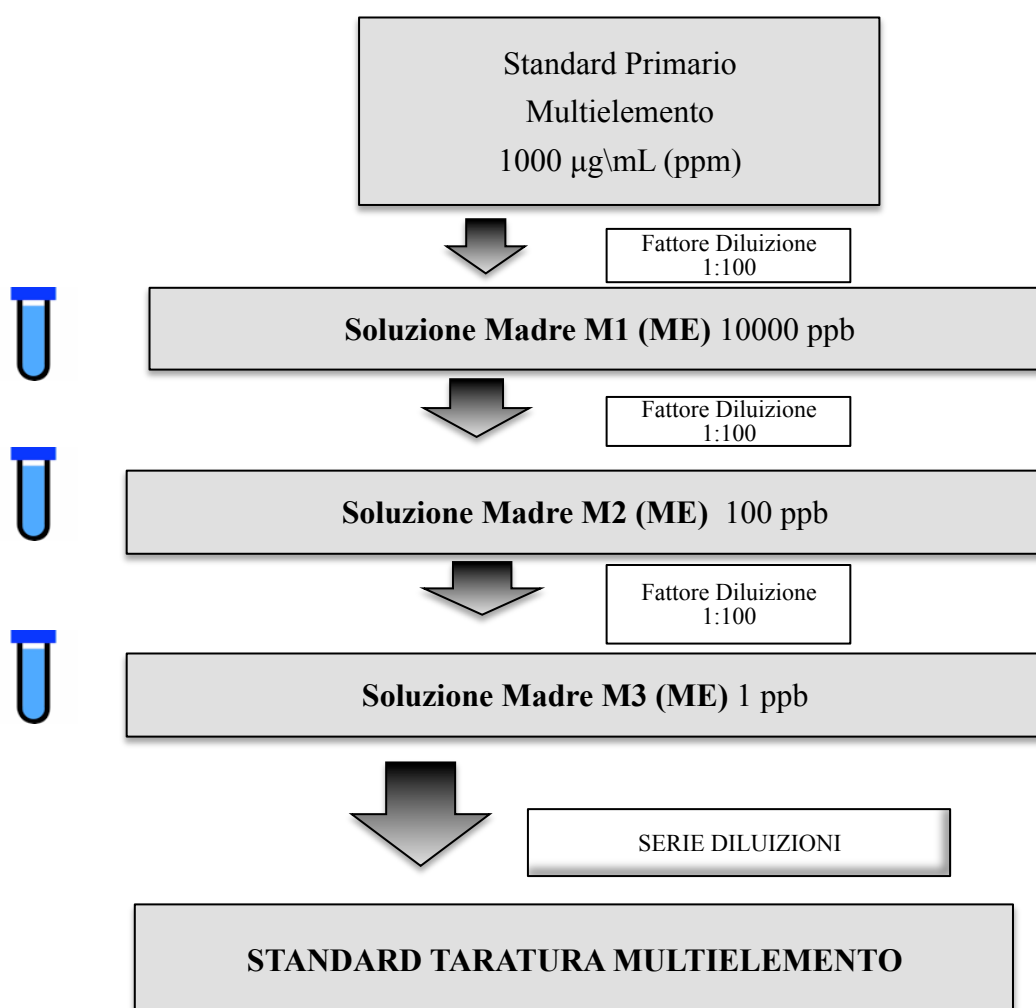 Standard Primario
Multielemento
1000 μg\mL (ppm)
Fattore Diluizione
1:100
Soluzione Madre M1 (ME) 10000 ppb
Fattore Diluizione
1:100
Soluzione Madre M2 (ME) 100 ppb
Fattore Diluizione
1:100
Soluzione Madre M3 (ME) 1 ppb
SERIE DILUIZIONI
STANDARD TARATURA MULTIELEMENTO